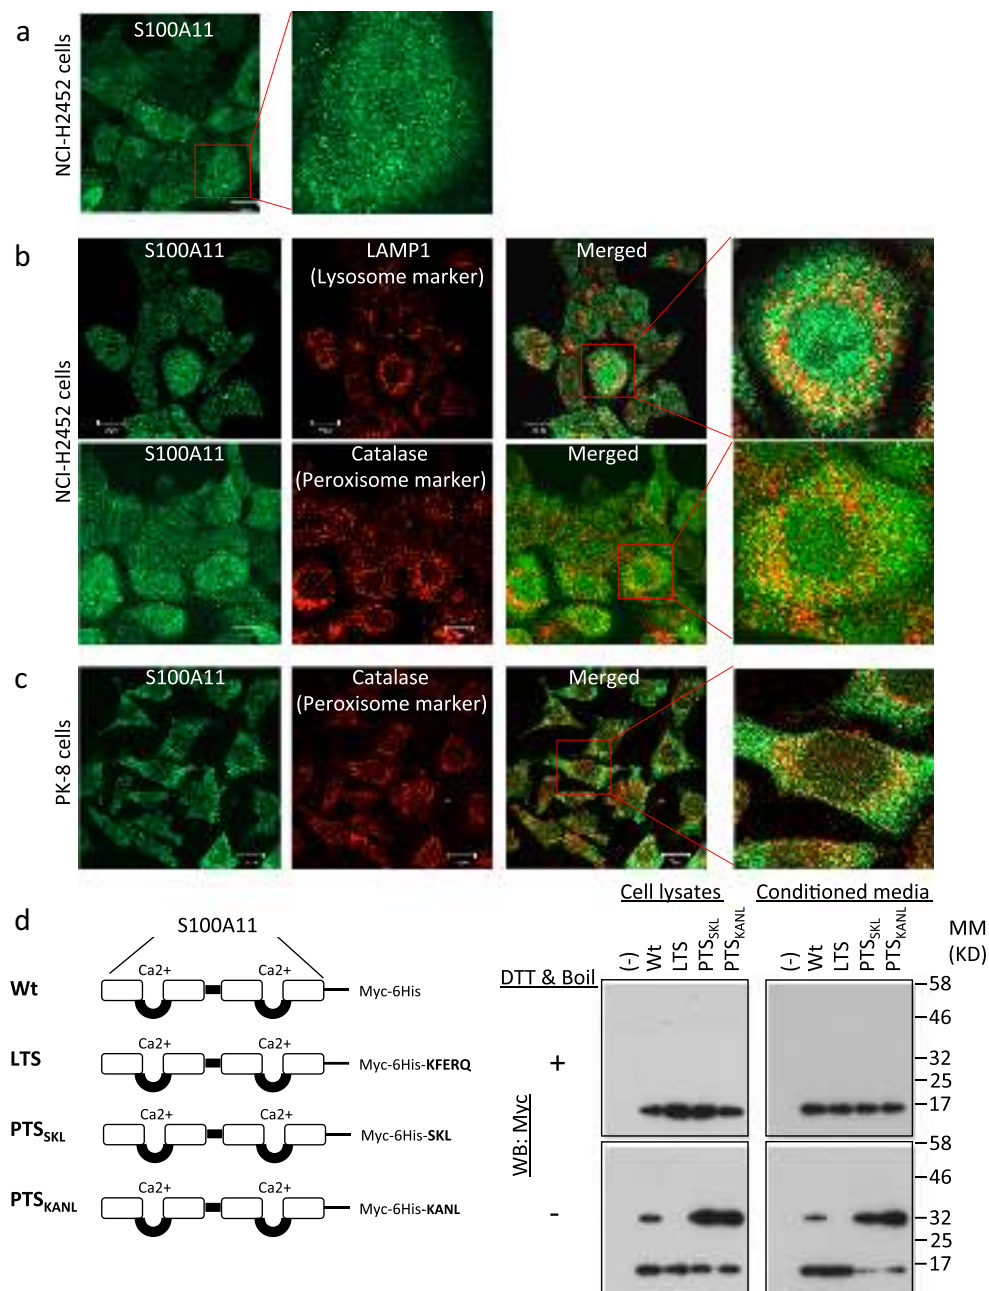 a
NCI-H2452 cells
S100A11
b
NCI-H2452 cells
S100A11
LAMP1
(Lysosome marker)
Merged
S100A11
Catalase
(Peroxisome marker)
Merged
c
PK-8 cells
S100A11
Catalase
(Peroxisome marker)
Merged
d
S100A11
Wt
Ca2+ Ca2+
Myc-6His
LTS
Ca2+ Ca2+
Myc-6His-KFERQ
PTSSKL
Ca2+ Ca2+
Myc-6His-SKL
PTSKANL
Ca2+ Ca2+
Myc-6His-KANL
Cell lysates Conditioned media
(-) Wt LTS PTSSKL PTSKANL (-) Wt LTS PTSSKL PTSKANL
MM
(KD)
DTT & Boil
+
-
WB: Myc
58
46
32
25
17
58
46
32
25
17